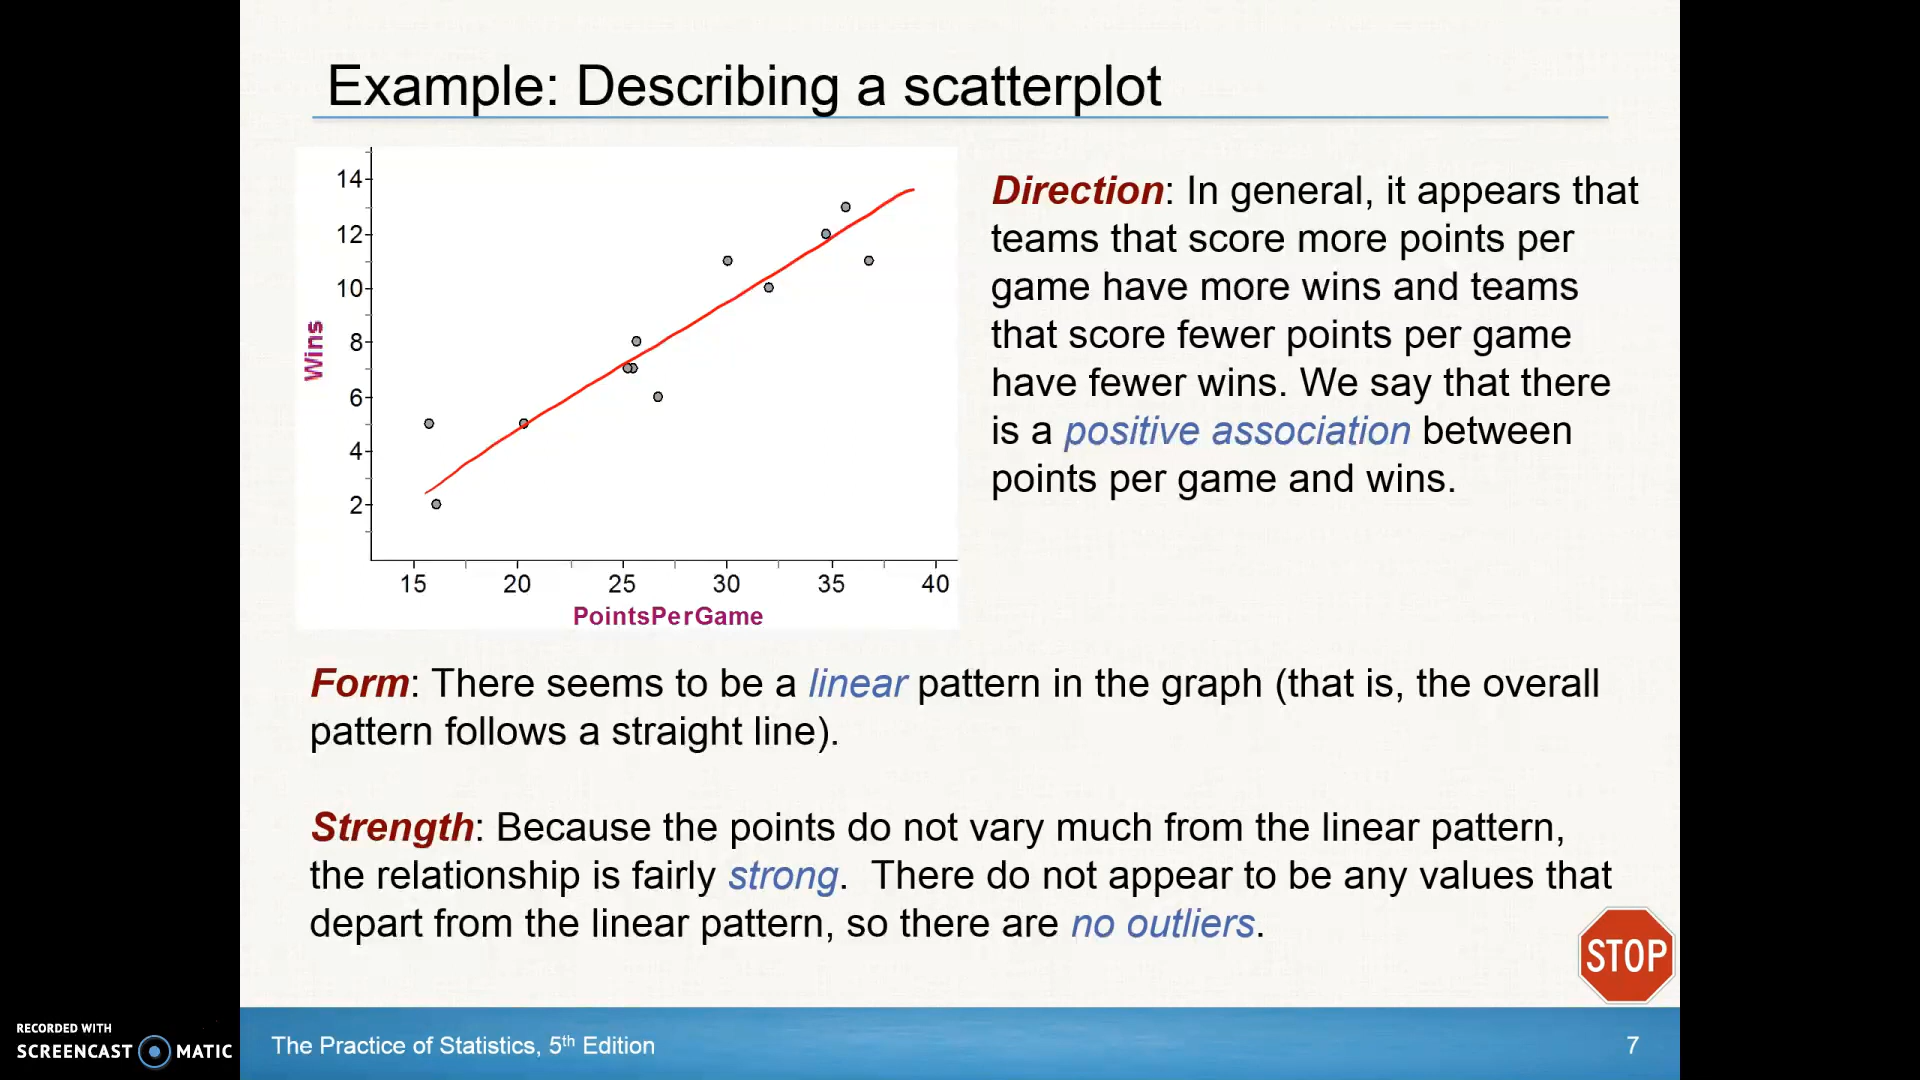 Example: Describing a scatterplot
14
12
10
8
6
4
2
Wins
15 20 25 30 35 40
PointsPerGame
Direction: In general, it appears that
teams that score more points per
game have more wins and teams
that score fewer points per game
have fewer wins. We say that there
is a positive association between
points per game and wins.
Form: There seems to be a linear pattern in the graph (that is, the overall
pattern follows a straight line).
Strength: Because the points do not vary much from the linear pattern,
the relationship is fairly strong.  There do not appear to be any values that
depart from the linear pattern, so there are no outliers.
STOP
RECORDED WITH
SCREENCAST MATIC
The Practice of Statistics, 5th Edition
7